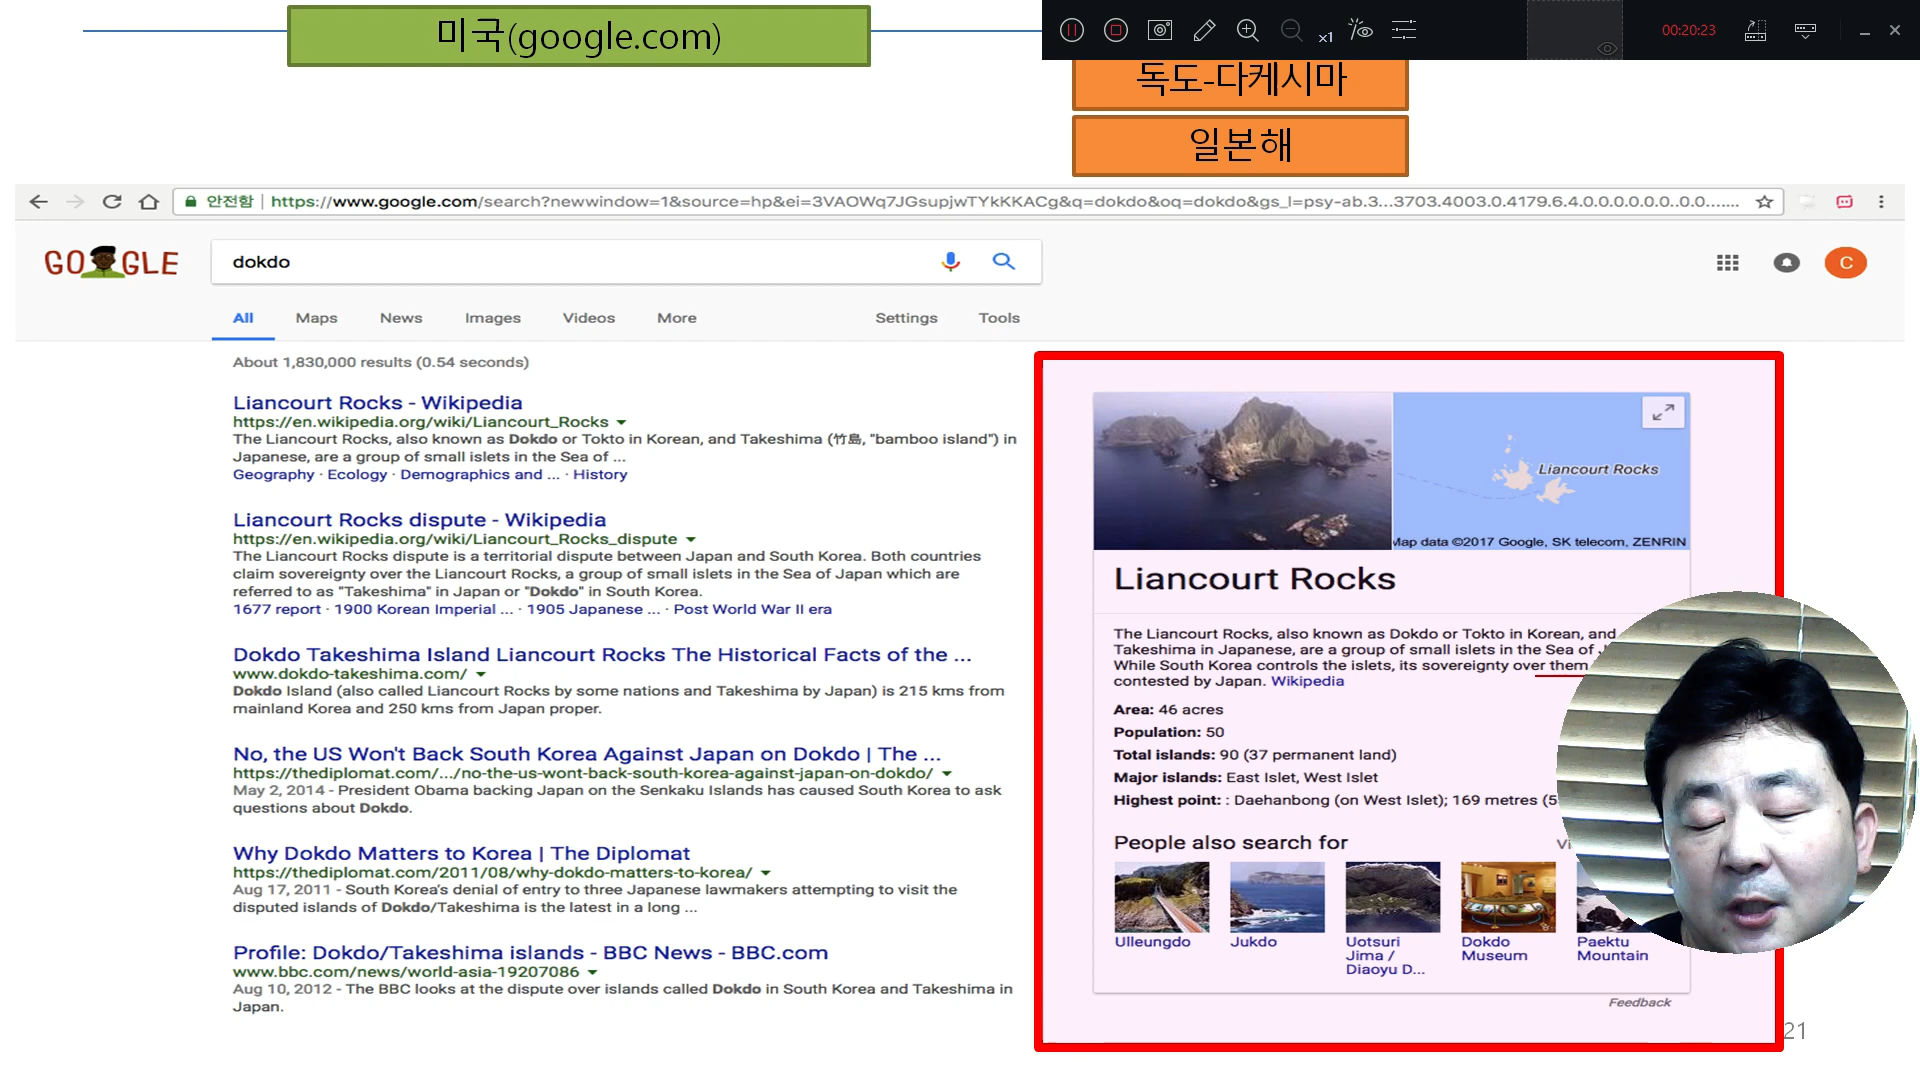 미국(google.com)
x1
00:20:23
독도-다케시마
일본해
안전함 | https://www.google.com/search?newwindow=1&source=hp&ei=3VAOWq7JGsupjwTYkKKACg&q=dokdo&oq=dokdo&gs_l=psy-ab.3...3703.4003.0.4179.6.4.0.0.0.0.0.0..0.0.......
GOOGLE
dokdo
C
All Maps News Images Videos More Settings Tools
About 1,830,000 results (0.54 seconds)
Liancourt Rocks - Wikipedia
https://en.wikipedia.org/wiki/Liancourt_Rocks
The Liancourt Rocks, also known as Dokdo or Tokto in Korean, and Takeshima (竹島, "bamboo island") in
Japanese, are a group of small islets in the Sea of ...
Geography · Ecology · Demographics and ... · History
Liancourt Rocks dispute - Wikipedia
https://en.wikipedia.org/wiki/Liancourt_Rocks_dispute
The Liancourt Rocks dispute is a territorial dispute between Japan and South Korea. Both countries
claim sovereignty over the Liancourt Rocks, a group of small islets in the Sea of Japan which are
referred to as "Takeshima" in Japan or "Dokdo" in South Korea.
1677 report · 1900 Korean Imperial ... · 1905 Japanese ... · Post World War II era
Dokdo Takeshima Island Liancourt Rocks The Historical Facts of the ...
www.dokdo-takeshima.com/
Dokdo Island (also called Liancourt Rocks by some nations and Takeshima by Japan) is 215 kms from
mainland Korea and 250 kms from Japan proper.
No, the US Won't Back South Korea Against Japan on Dokdo | The ...
https://thediplomat.com/.../no-the-us-wont-back-south-korea-against-japan-on-dokdo/
May 2, 2014 - President Obama backing Japan on the Senkaku Islands has caused South Korea to ask
questions about Dokdo.
Why Dokdo Matters to Korea | The Diplomat
https://thediplomat.com/2011/08/why-dokdo-matters-to-korea/
Aug 17, 2011 - South Korea's denial of entry to three Japanese lawmakers attempting to visit the
disputed islands of Dokdo/Takeshima is the latest in a long ...
Profile: Dokdo/Takeshima islands - BBC News - BBC.com
www.bbc.com/news/world-asia-19207086
Aug 10, 2012 - The BBC looks at the dispute over islands called Dokdo in South Korea and Takeshima in
Japan.
Liancourt Rocks
Map data ©2017 Google, SK telecom, ZENRIN
Liancourt Rocks
The Liancourt Rocks, also known as Dokdo or Tokto in Korean, and
Takeshima in Japanese, are a group of small islets in the Sea of
While South Korea controls the islets, its sovereignty over them
contested by Japan. Wikipedia
Area: 46 acres
Population: 50
Total islands: 90 (37 permanent land)
Major islands: East Islet, West Islet
Highest point: : Daehanbong (on West Islet); 169 metres (5
People also search for
Ulleungdo
Jukdo
Uotsuri
Jima /
Diaoyu D...
Dokdo
Museum
Paektu
Mountain
Feedback
21